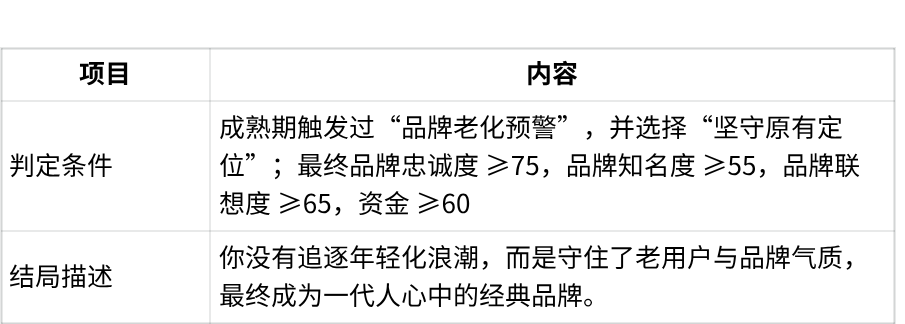 项目
内容
判定条件
成熟期触发过“品牌老化预警”，并选择“坚守原有定
位”；最终品牌忠诚度 ≥75，品牌知名度 ≥55，品牌联
想度 ≥65，资金 ≥60
结局描述
你没有追逐年轻化浪潮，而是守住了老用户与品牌气质，
最终成为一代人心中的经典品牌。